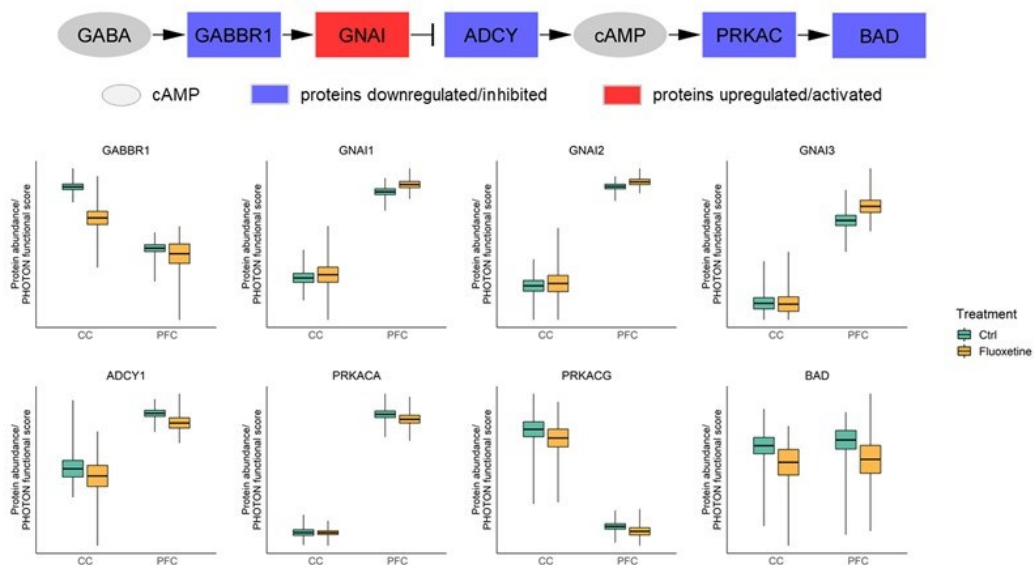 GABA GABBR1 GNAI ADCY cAMP PRKAC BAD
cAMP proteins downregulated/inhibited proteins upregulated/activated
GABBR1 GNAI1 GNAI2 GNAI3
Protein abundance/
PHOTON functional score
Protein abundance/
PHOTON functional score
Protein abundance/
PHOTON functional score
Protein abundance/
PHOTON functional score
CC PFC CC PFC CC PFC CC PFC
Treatment
Ctrl
Fluoxetine
ADCY1 PRKACA PRKACG BAD
Protein abundance/
PHOTON functional score
Protein abundance/
PHOTON functional score
Protein abundance/
PHOTON functional score
Protein abundance/
PHOTON functional score
CC PFC CC PFC CC PFC CC PFC